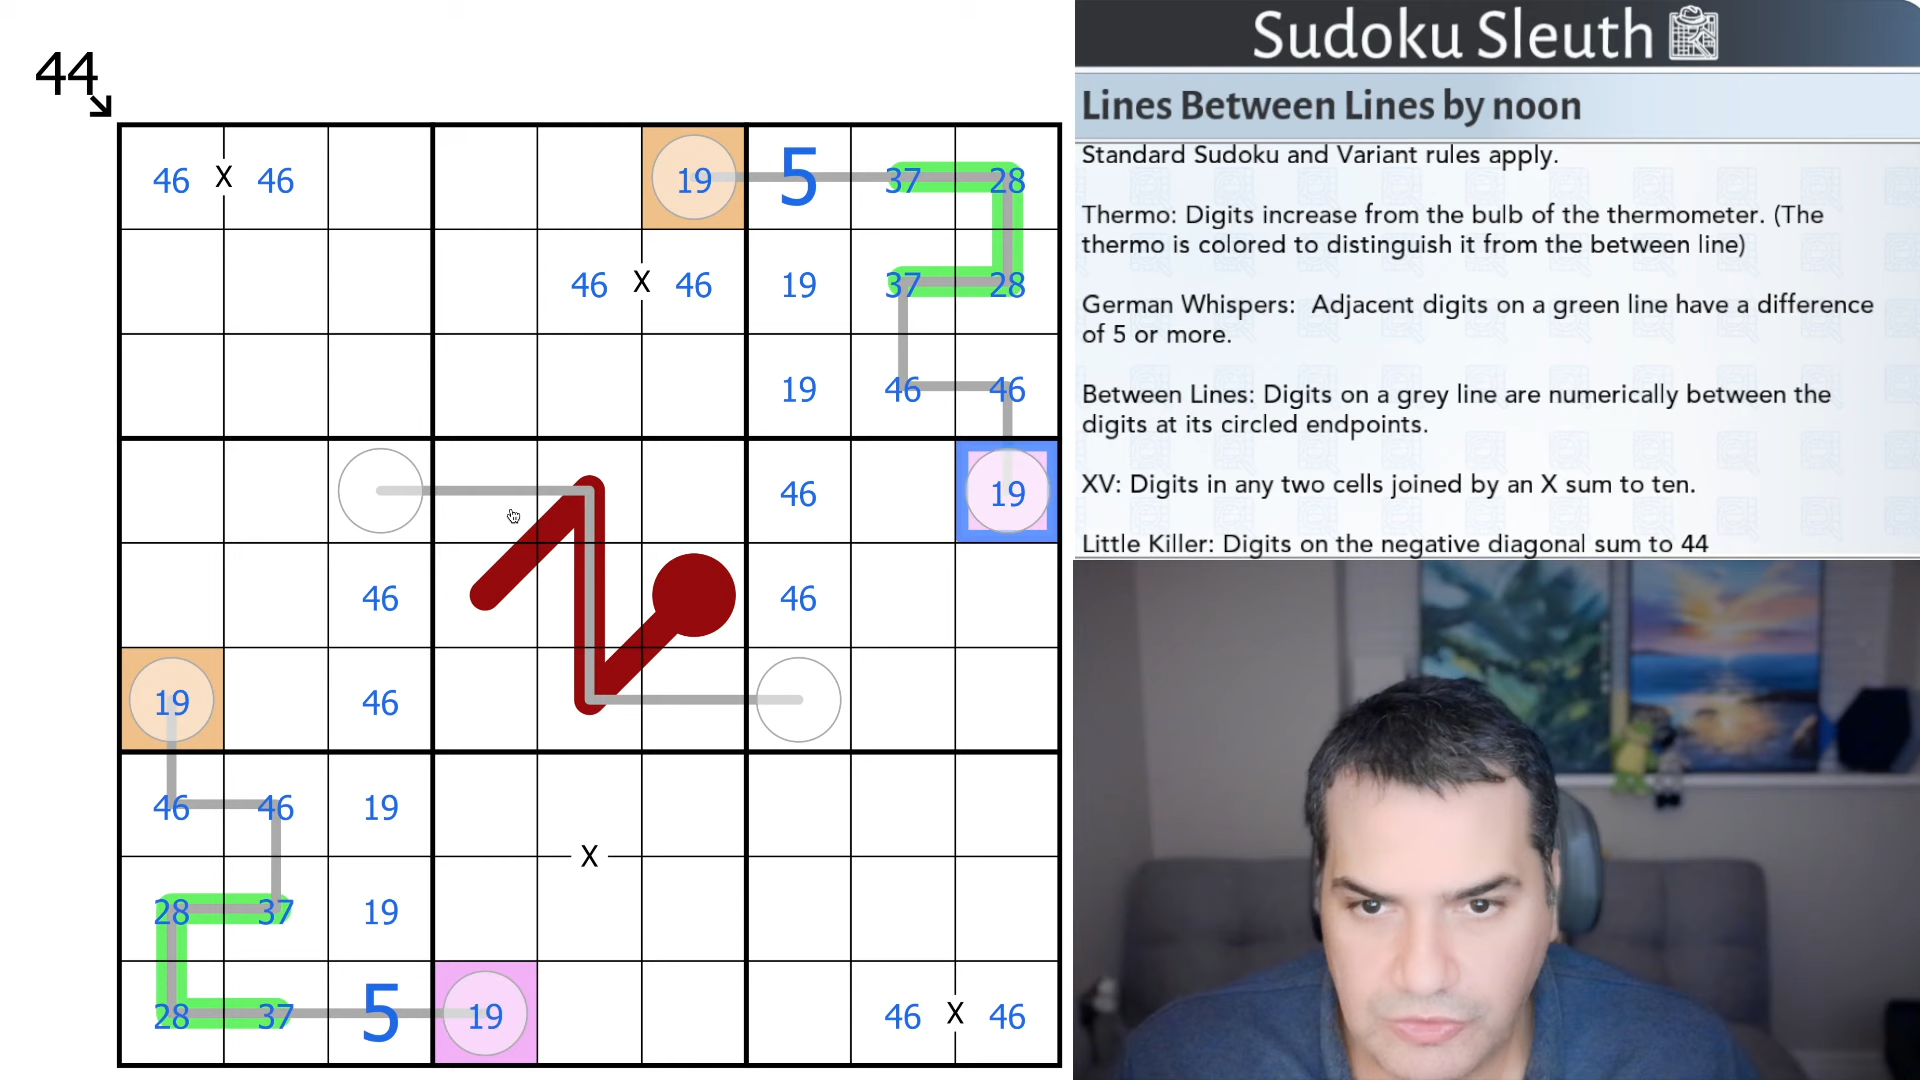 Sudoku Sleuth
Lines Between Lines by noon
Standard Sudoku and Variant rules apply.
Thermo: Digits increase from the bulb of the thermometer. (The
thermo is colored to distinguish it from the between line)
German Whispers: Adjacent digits on a green line have a difference
of 5 or more.
Between Lines: Digits on a grey line are numerically between the
digits at its circled endpoints.
XV: Digits in any two cells joined by an X sum to ten.
Little Killer: Digits on the negative diagonal sum to 44
44
46 X 46 19 5 37 28
46 X 46 19 37 28
19 46 46
46 19
46 46
19 46
46 46 19
X
28 37 19
28 37 5 19 46 X 46